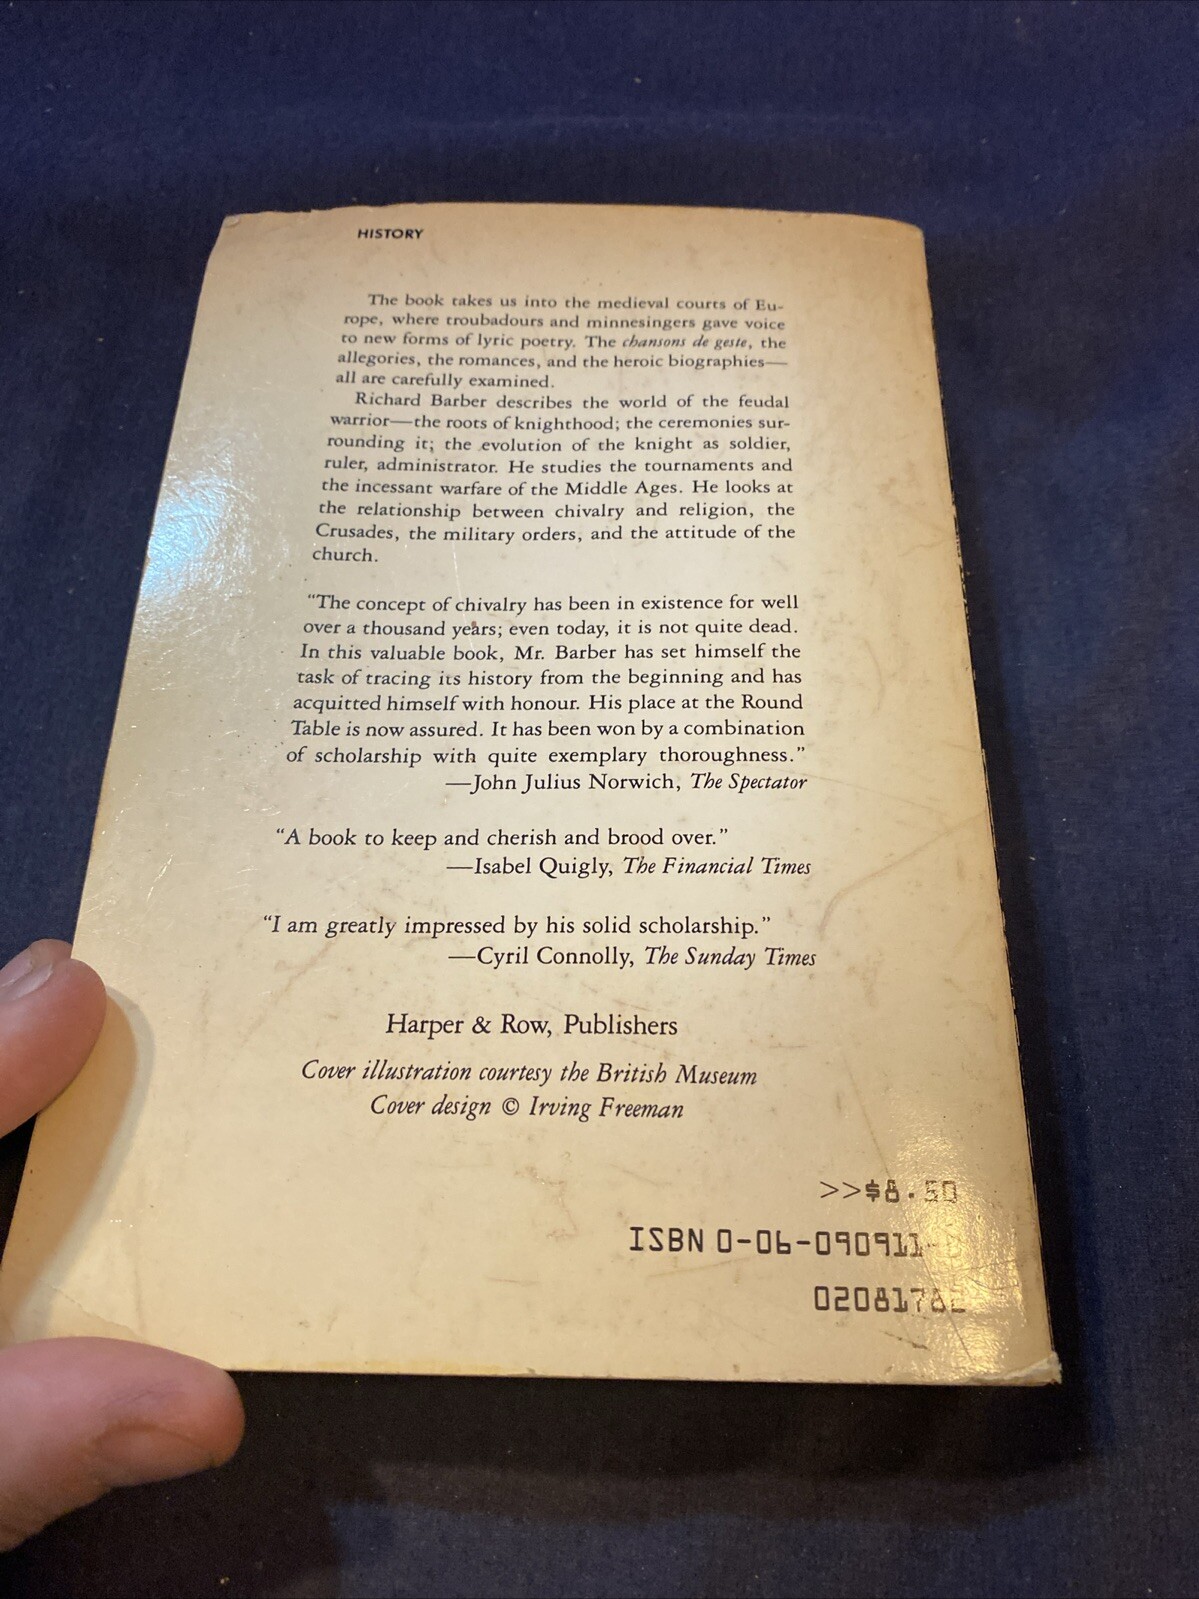 HISTORY
The book takes us into the medieval courts of Eu-
rope, where troubadours and minnesingers gave voice
to new forms of lyric poetry. The chansons de geste, the
allegories, the romances, and the heroic biographies—
all are carefully examined.
Richard Barber describes the world of the feudal
warrior—the roots of knighthood; the ceremonies sur-
rounding it; the evolution of the knight as soldier,
ruler, administrator. He studies the tournaments and
the incessant warfare of the Middle Ages. He looks at
the relationship between chivalry and religion, the
Crusades, the military orders, and the attitude of the
church.
“The concept of chivalry has been in existence for well
over a thousand years; even today, it is not quite dead.
In this valuable book, Mr. Barber has set himself the
task of tracing its history from the beginning and has
acquitted himself with honour. His place at the Round
Table is now assured. It has been won by a combination
of scholarship with quite exemplary thoroughness.”
—John Julius Norwich, The Spectator
“A book to keep and cherish and brood over.”
—Isabel Quigly, The Financial Times
“I am greatly impressed by his solid scholarship.”
—Cyril Connolly, The Sunday Times
Harper & Row, Publishers
Cover illustration courtesy the British Museum
Cover design © Irving Freeman
>>$8.50
ISBN 0-06-090911-